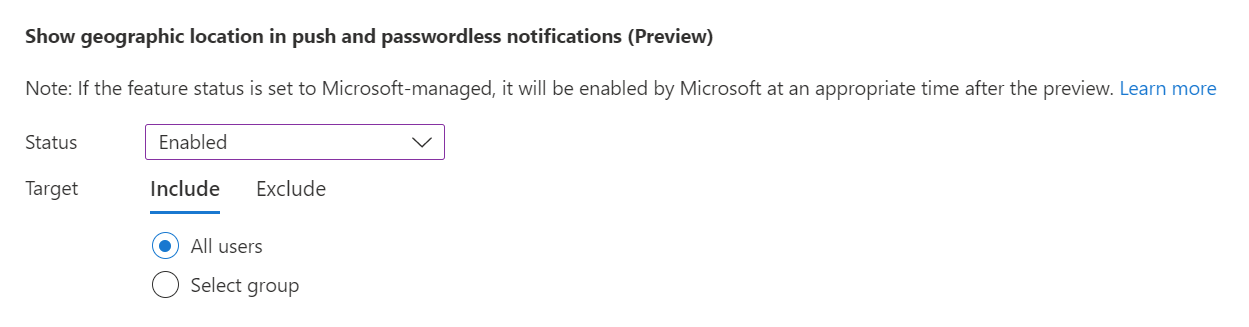 Show geographic location in push and passwordless notifications (Preview)
Note: If the feature status is set to Microsoft-managed, it will be enabled by Microsoft at an appropriate time after the preview. Learn more
Status Enabled
Target Include Exclude
All users
Select group